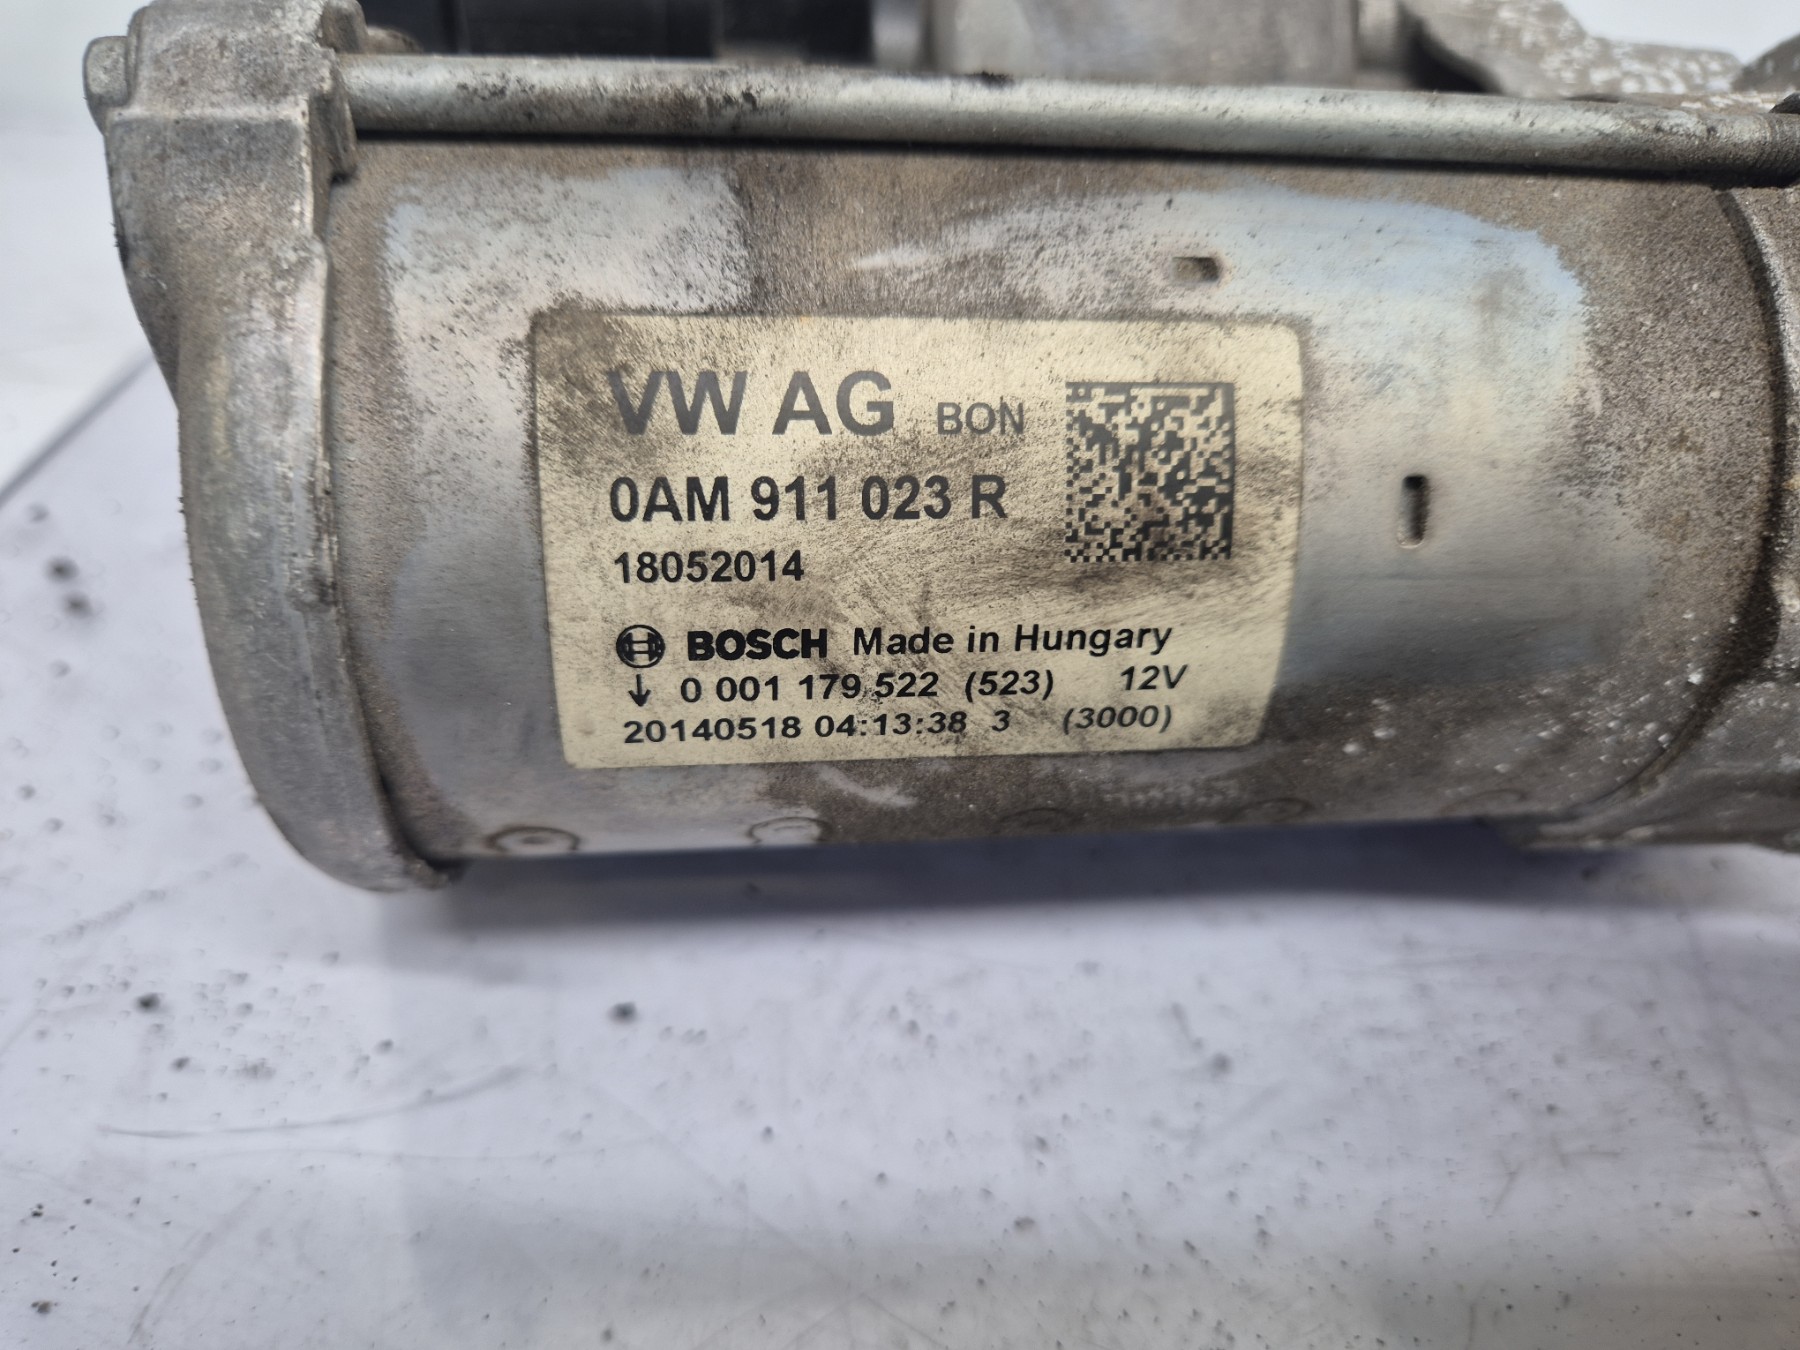 VW AG BON
0AM 911 023 R
18052014
BOSCH Made in Hungary
↓ 0 001 179 522 (523) 12V
20140518 04:13:38 3 (3000)